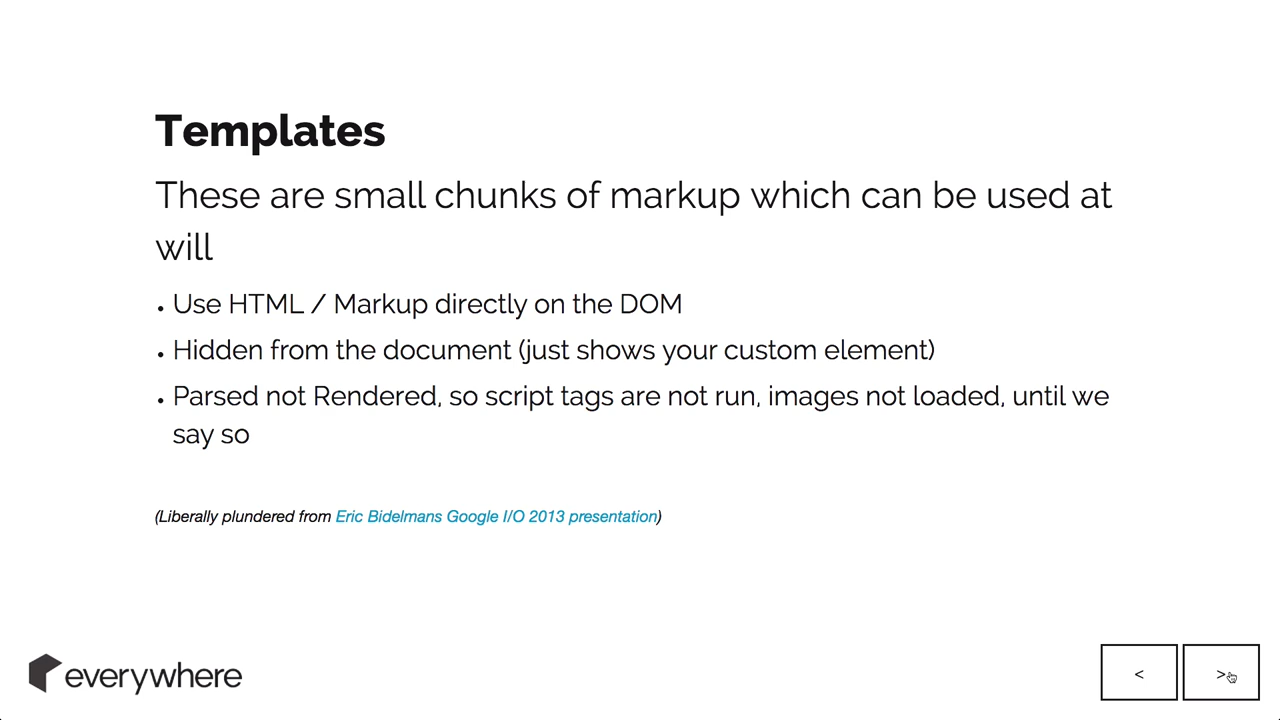 Templates
These are small chunks of markup which can be used at
will
• Use HTML / Markup directly on the DOM
• Hidden from the document (just shows your custom element)
• Parsed not Rendered, so script tags are not run, images not loaded, until we
say so
(Liberally plundered from Eric Bidelmans Google I/O 2013 presentation)
everywhere
< >